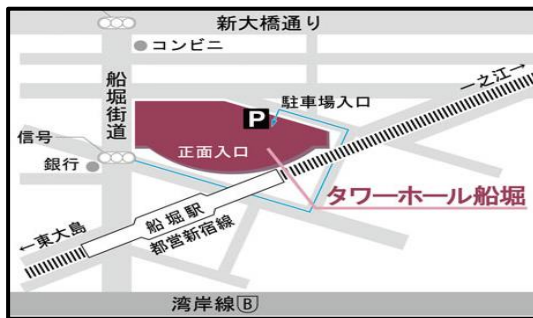 新大橋通り
コンビニ
船堀街道
一之江→
駐車場入口
P
信号
正面入口
銀行
タワーホール船堀
船堀駅
都営新宿線
←東大島
湾岸線Ⓑ